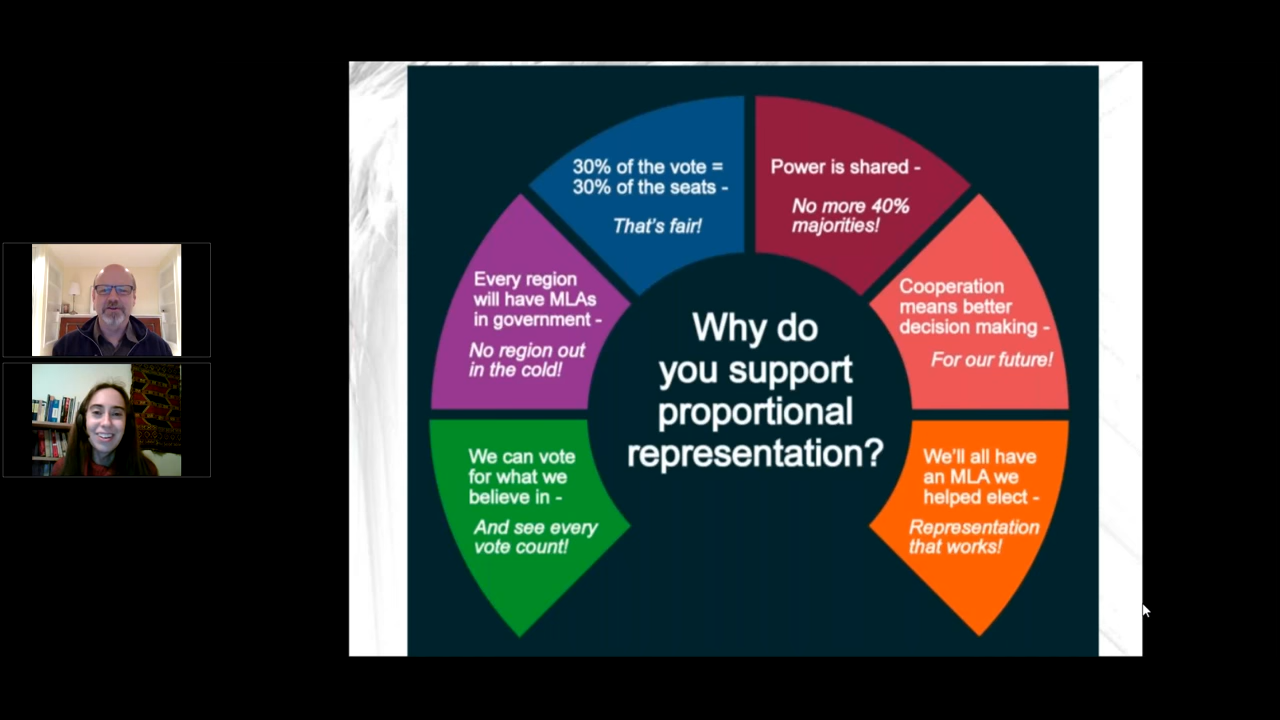 Why do
you support
proportional
representation?
We can vote
for what we
believe in -
And see every
vote count!
Every region
will have MLAs
in government -
No region out
in the cold!
30% of the vote =
30% of the seats -
That's fair!
Power is shared -
No more 40%
majorities!
Cooperation
means better
decision making -
For our future!
We'll all have
an MLA we
helped elect -
Representation
that works!